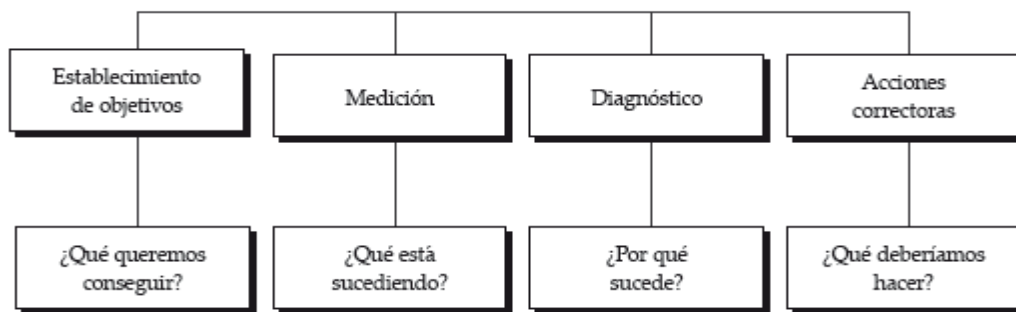 Establecimiento
de objetivos
Medición
Diagnóstico
Acciones
correctoras
¿Qué queremos
conseguir?
¿Qué está
sucediendo?
¿Por qué
sucede?
¿Qué deberíamos
hacer?